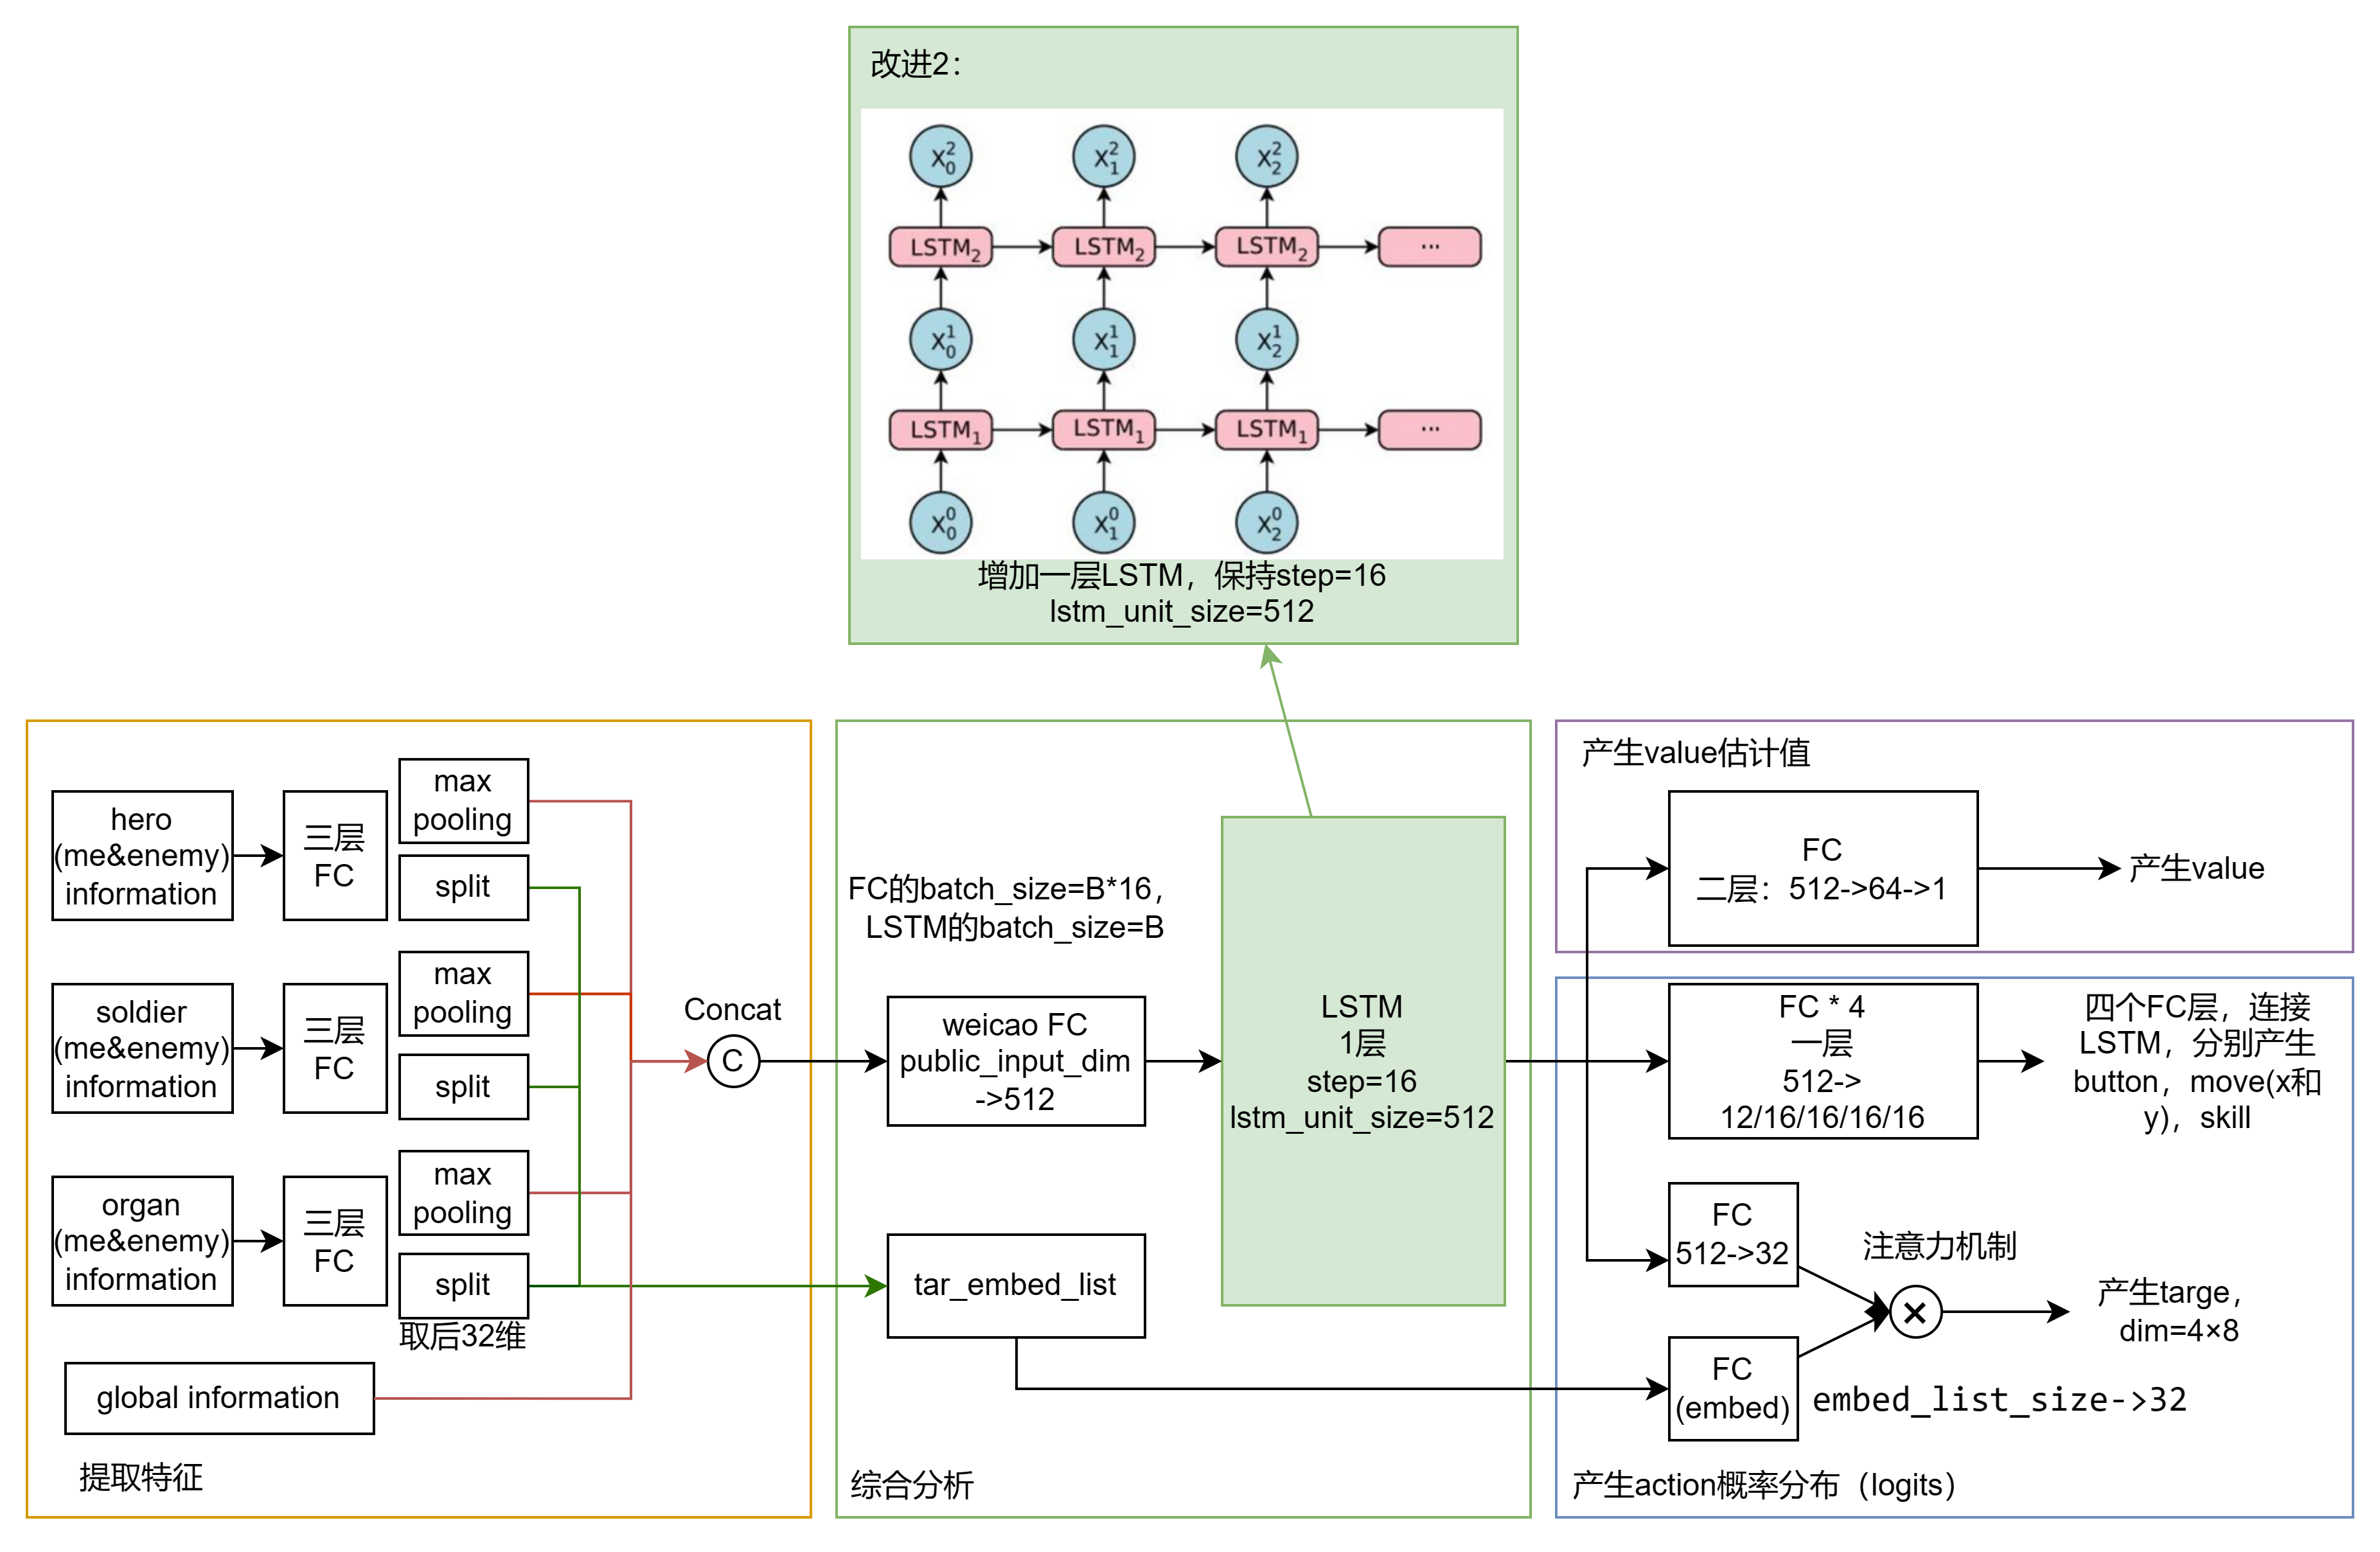 改进2：
X₀² X₁² X₂²
LSTM₂ LSTM₂ LSTM₂ ...
X₀¹ X₁¹ X₂¹
LSTM₁ LSTM₁ LSTM₁ ...
X₀⁰ X₁⁰ X₂⁰
增加一层LSTM，保持step=16
lstm_unit_size=512
hero
(me&enemy)
information
三层
FC
max
pooling
split
soldier
(me&enemy)
information
三层
FC
max
pooling
split
organ
(me&enemy)
information
三层
FC
max
pooling
split
取后32维
global information
Concat
C
提取特征
FC的batch_size=B*16，
LSTM的batch_size=B
weicao FC
public_input_dim
->512
tar_embed_list
LSTM
1层
step=16
lstm_unit_size=512
综合分析
产生value估计值
FC
二层：512->64->1
产生value
FC * 4
一层
512->
12/16/16/16/16
四个FC层，连接
LSTM，分别产生
button，move(x和
y)，skill
FC
512->32
注意力机制
×
产生targe，
dim=4×8
FC
(embed)
embed_list_size->32
产生action概率分布（logits）